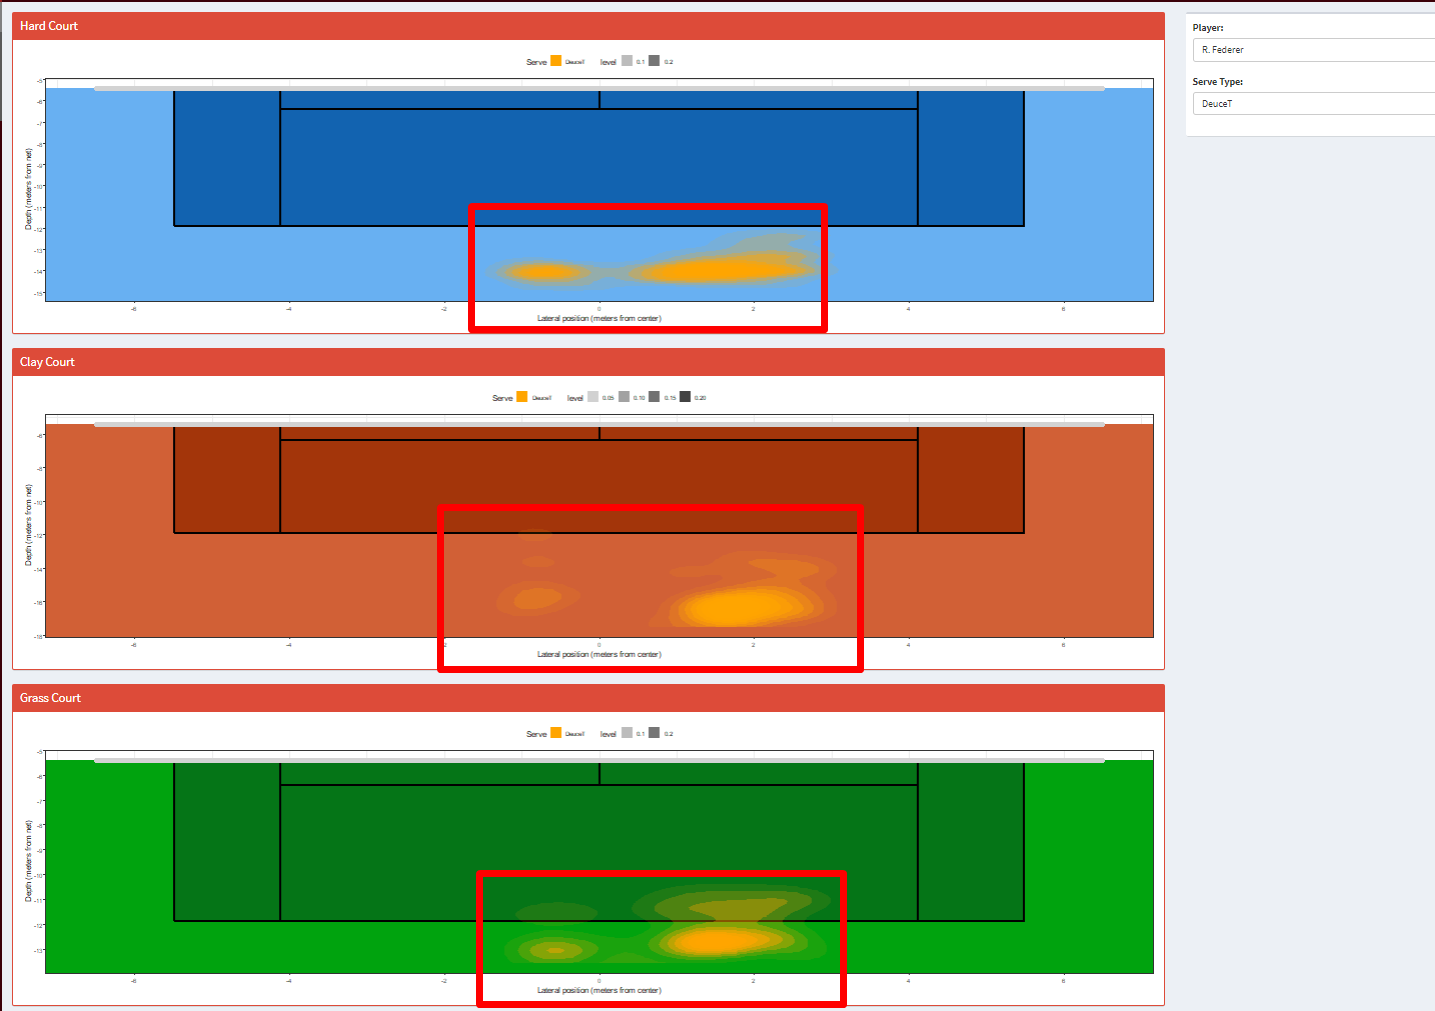 Hard Court
Player:
R. Federer
Serve Type:
DeuceT
Serve DeuceT level 0.1 0.2
Depth (meters from net)
-5
-6
-7
-8
-9
-10
-11
-12
-13
-14
-15
-6 -4 -2 0 2 4 6
Lateral position (meters from center)
Clay Court
Serve DeuceT level 0.05 0.10 0.15 0.20
Depth (meters from net)
-6
-8
-10
-12
-14
-16
-18
-6 -4 -2 0 2 4 6
Lateral position (meters from center)
Grass Court
Serve DeuceT level 0.1 0.2
Depth (meters from net)
-5
-6
-7
-8
-9
-10
-11
-12
-13
-6 -4 -2 0 2 4 6
Lateral position (meters from center)